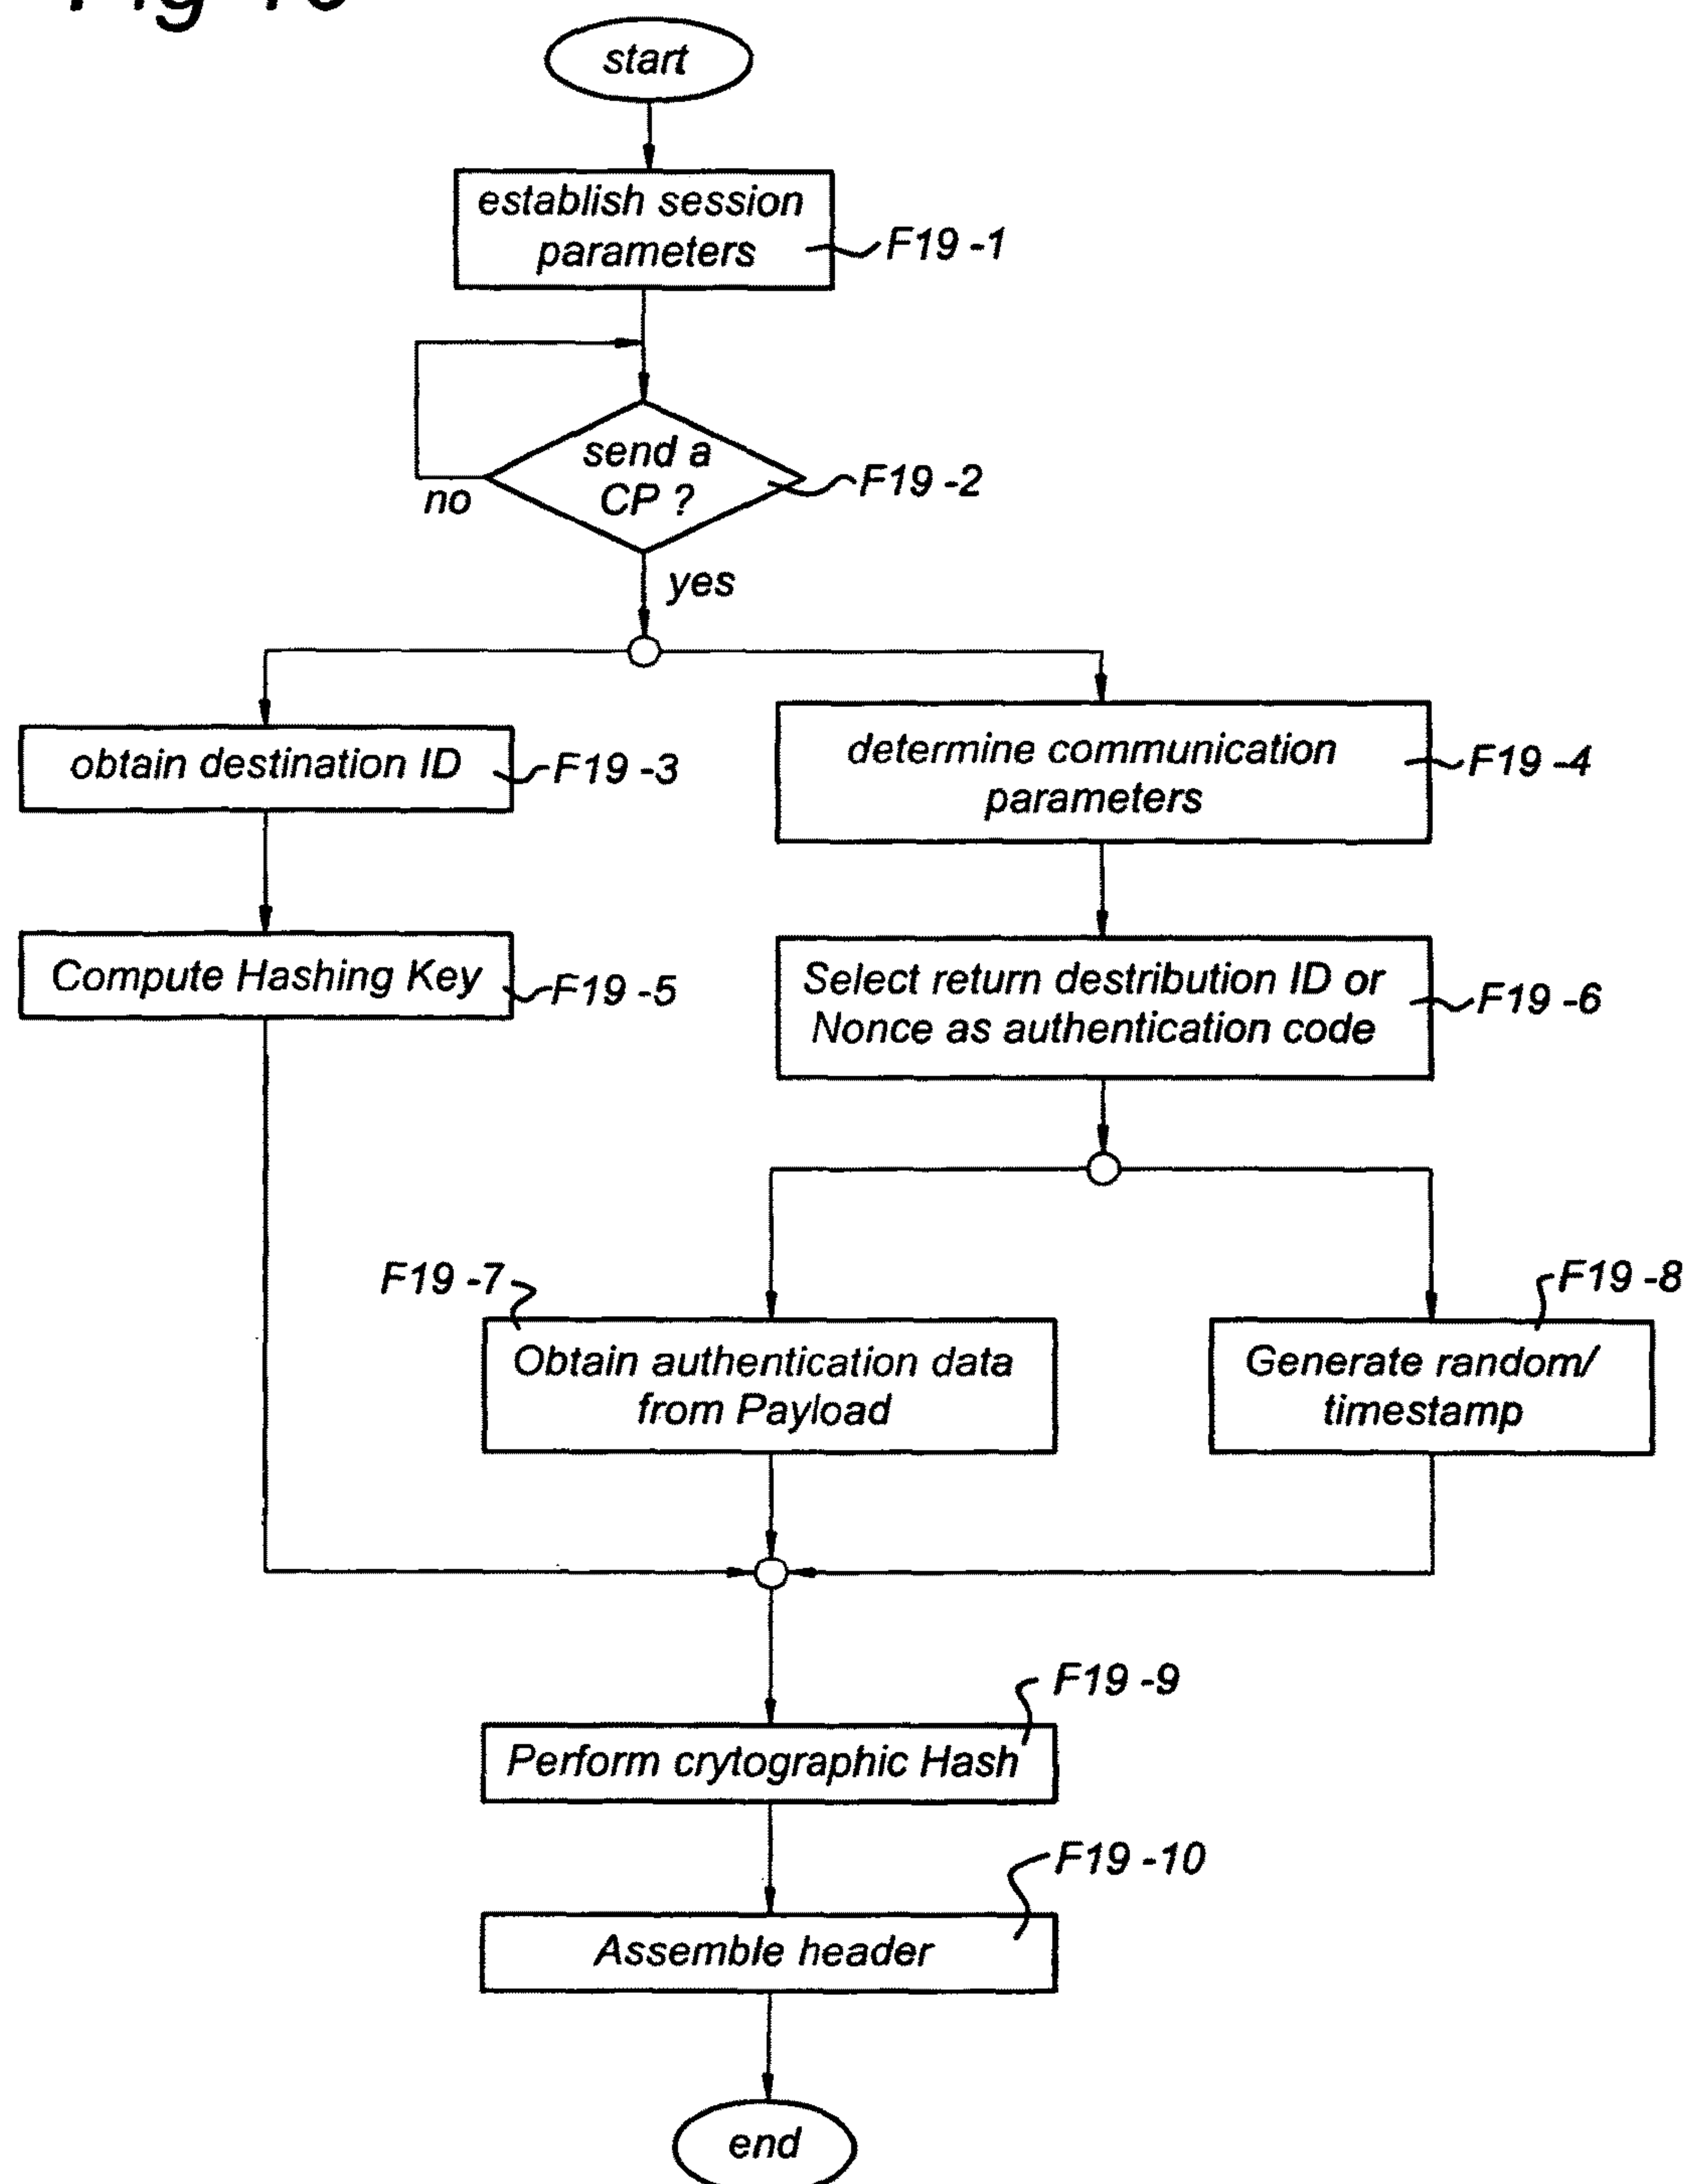 start
establish session
parameters
F19 -1
send a
CP ?
F19 -2
no
yes
obtain destination ID
F19 -3
determine communication
parameters
F19 -4
Compute Hashing Key
F19 -5
Select return destribution ID or
Nonce as authentication code
F19 -6
F19 -7
F19 -8
Obtain authentication data
from Payload
Generate random/
timestamp
F19 -9
Perform crytographic Hash
F19 -10
Assemble header
end